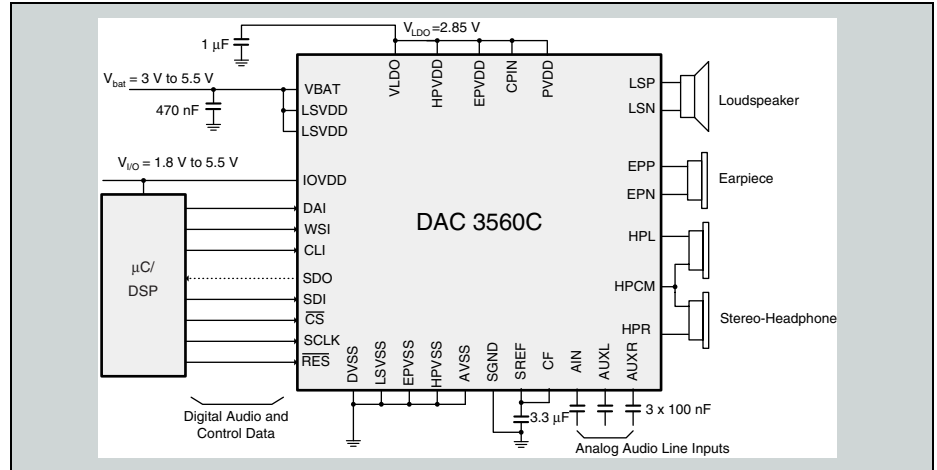 V_LDO =2.85 V
1 µF
V_bat = 3 V to 5.5 V
470 nF
V_I/O = 1.8 V to 5.5 V
VLDO
HPVDD
EPVDD
CPIN
PVDD
VBAT
LSVDD
LSVDD
IOVDD
DAI
WSI
CLI
SDO
SDI
CS
SCLK
RES
µC/
DSP
DAC 3560C
LSP
LSN
Loudspeaker
EPP
EPN
Earpiece
HPL
HPCM
HPR
Stereo-Headphone
DVSS
LSVSS
EPVSS
HPVSS
AVSS
SGND
SREF
CF
AIN
AUXL
AUXR
3.3 µF
3 x 100 nF
Digital Audio and
Control Data
Analog Audio Line Inputs